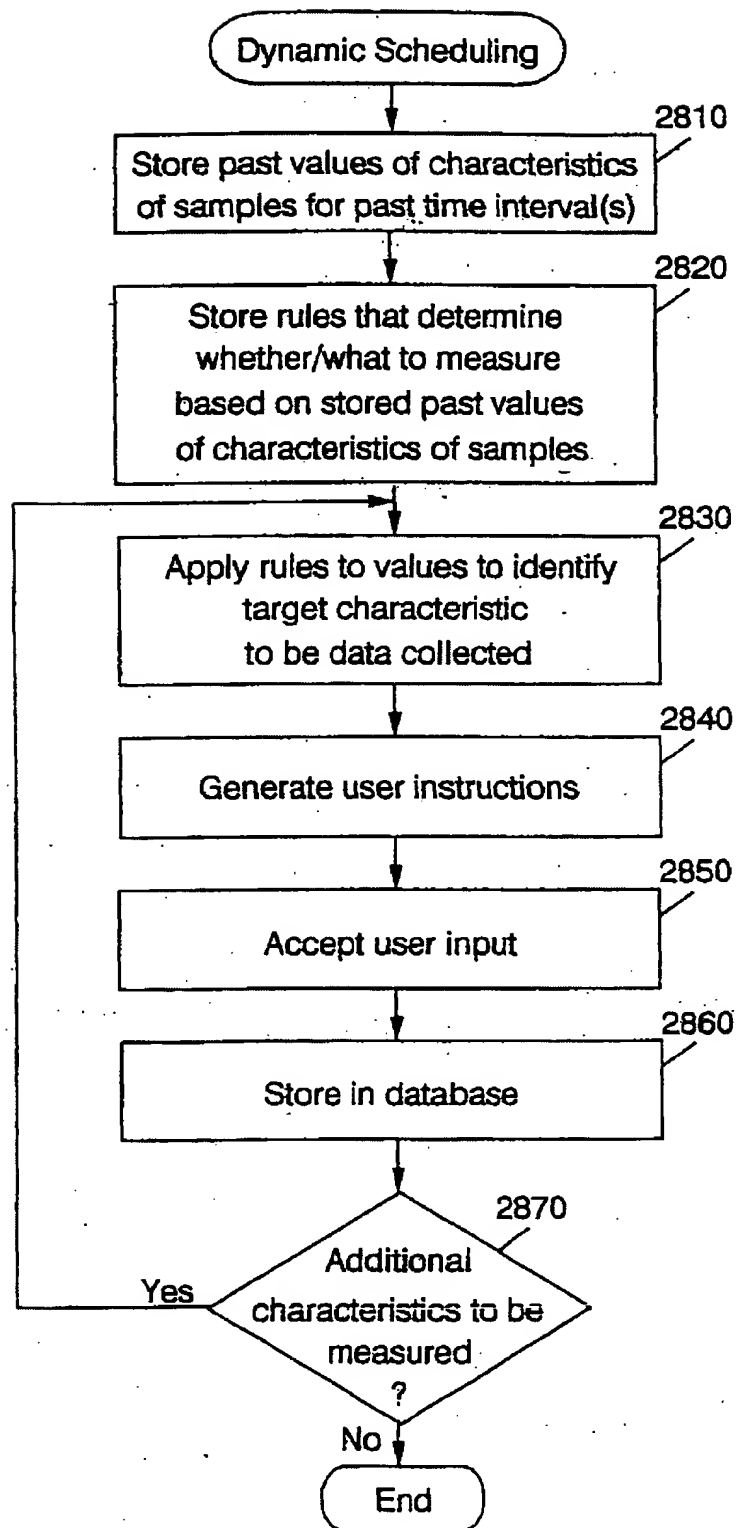 Dynamic Scheduling
2810
Store past values of characteristics
of samples for past time interval(s)
2820
Store rules that determine
whether/what to measure
based on stored past values
of characteristics of samples
2830
Apply rules to values to identify
target characteristic
to be data collected
2840
Generate user instructions
2850
Accept user input
2860
Store in database
2870
Additional
characteristics to be
measured
?
Yes
No
End